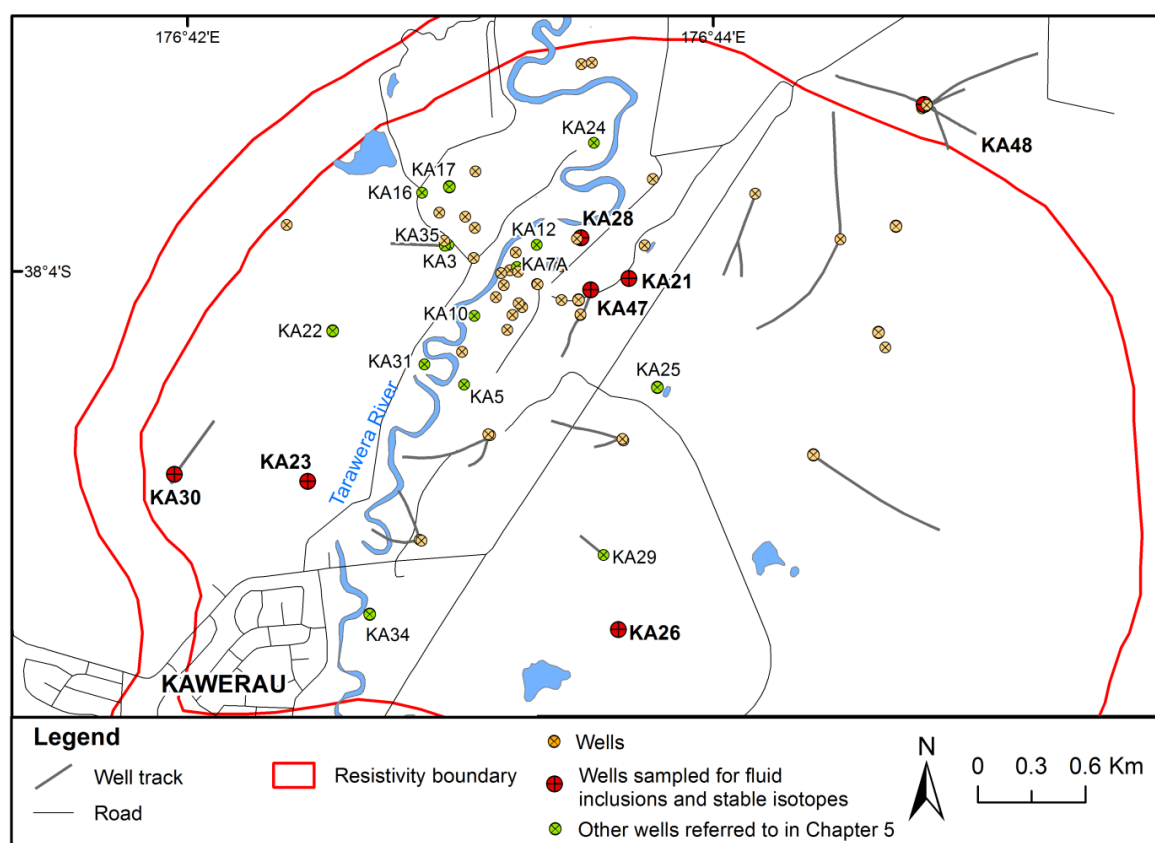 176°42'E
176°44'E
KA24
KA48
KA17
KA16
KA28
KA35
KA12
KA3
KA7A
38°4'S
KA21
KA47
KA10
KA22
KA31
KA25
KA5
Tarawera River
KA23
KA30
KA29
KA34
KA26
KAWERAU
Legend
Well track
Road
Resistivity boundary
Wells
Wells sampled for fluid
inclusions and stable isotopes
Other wells referred to in Chapter 5
N
0 0.3 0.6 Km